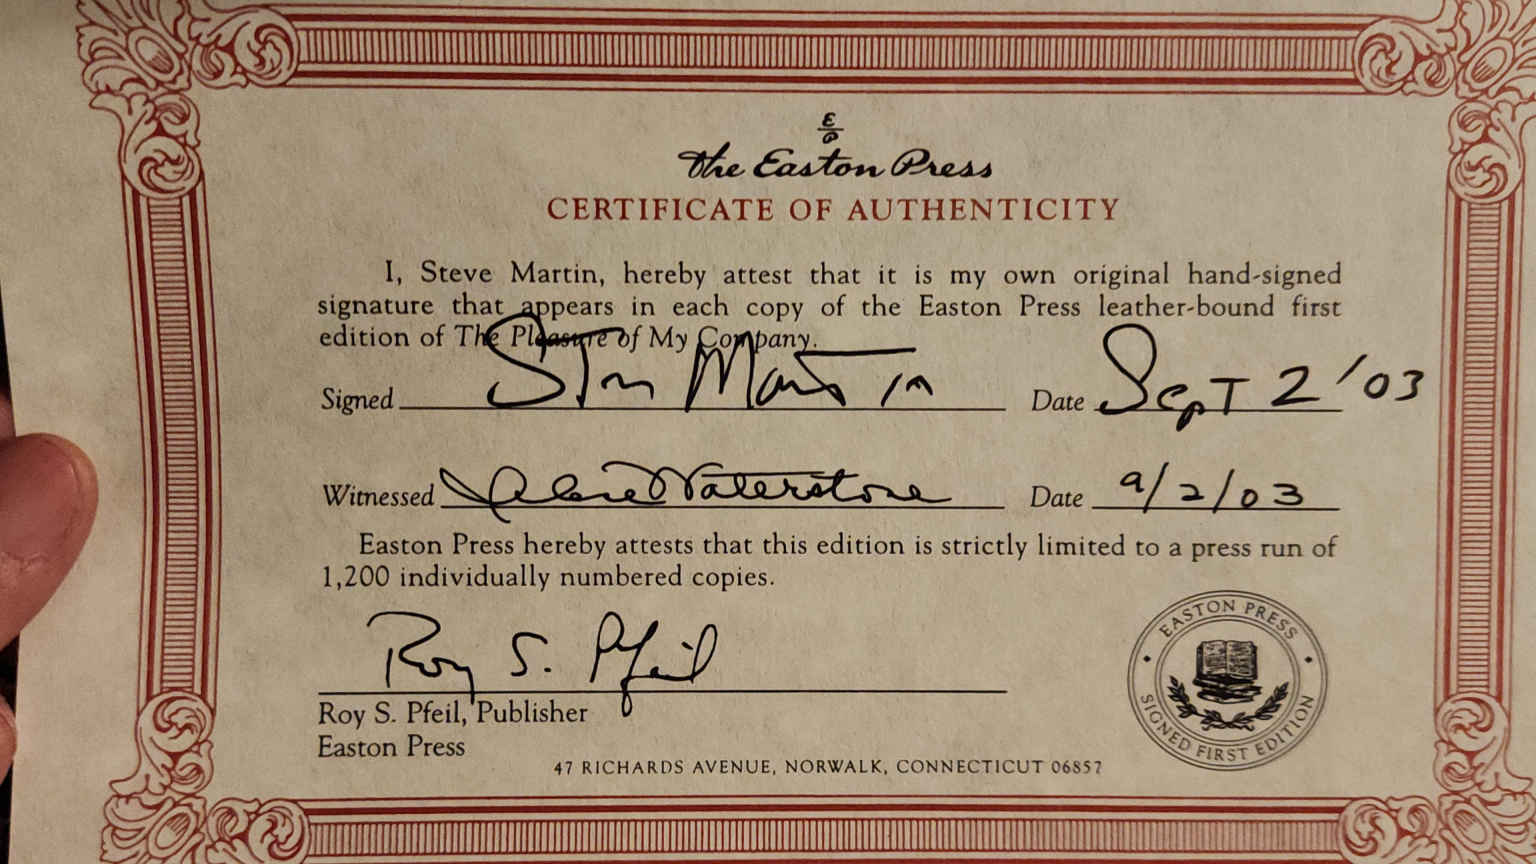 E
P
The Easton Press
CERTIFICATE OF AUTHENTICITY
I, Steve Martin, hereby attest that it is my own original hand-signed
signature that appears in each copy of the Easton Press leather-bound first
edition of The Pleasure of My Company.
Signed Steve Martin Date Sept 2 '03
Witnessed Waterstone Date 9/2/03
Easton Press hereby attests that this edition is strictly limited to a press run of
1,200 individually numbered copies.
Roy S. Pfeil
Roy S. Pfeil, Publisher
Easton Press
47 RICHARDS AVENUE, NORWALK, CONNECTICUT 06857
EASTON PRESS
SIGNED FIRST EDITION